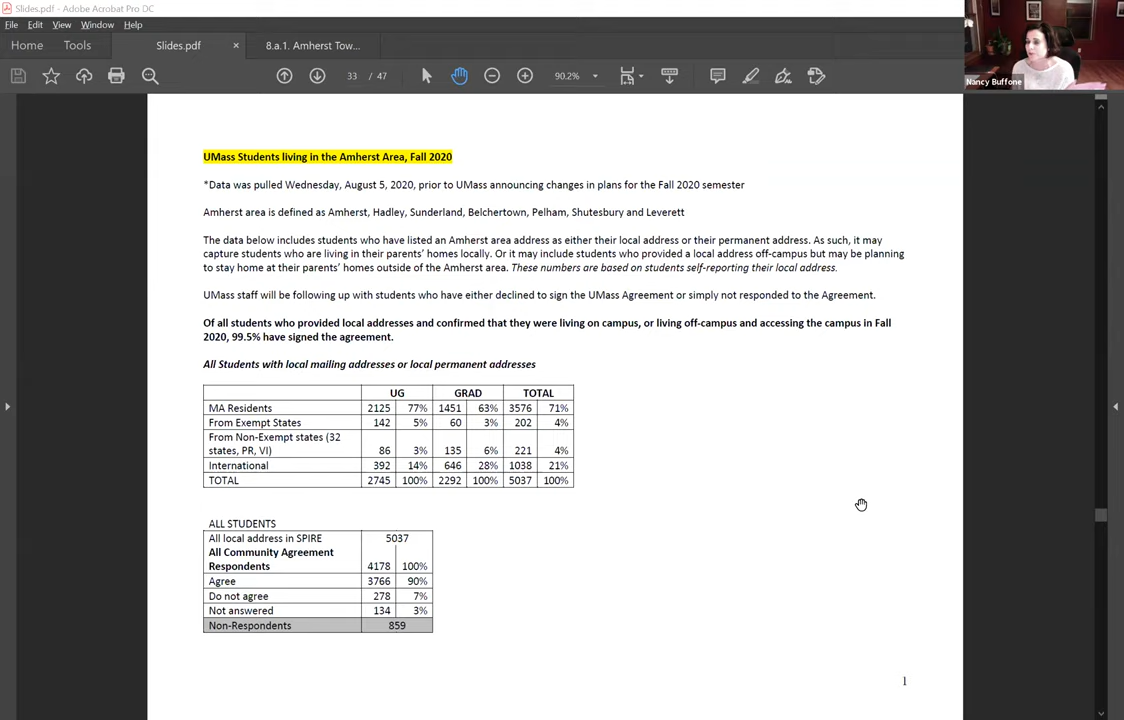 Slides.pdf - Adobe Acrobat Pro DC
File Edit View Window Help
Home Tools Slides.pdf × 8.a.1. Amherst Tow...
33 / 47 90.2%
Nancy Buffone
UMass Students living in the Amherst Area, Fall 2020
*Data was pulled Wednesday, August 5, 2020, prior to UMass announcing changes in plans for the Fall 2020 semester
Amherst area is defined as Amherst, Hadley, Sunderland, Belchertown, Pelham, Shutesbury and Leverett
The data below includes students who have listed an Amherst area address as either their local address or their permanent address. As such, it may
capture students who are living in their parents' homes locally. Or it may include students who provided a local address off-campus but may be planning
to stay home at their parents' homes outside of the Amherst area. These numbers are based on students self-reporting their local address.
UMass staff will be following up with students who have either declined to sign the UMass Agreement or simply not responded to the Agreement.
Of all students who provided local addresses and confirmed that they were living on campus, or living off-campus and accessing the campus in Fall
2020, 99.5% have signed the agreement.
All Students with local mailing addresses or local permanent addresses
UG GRAD TOTAL
MA Residents 2125 77% 1451 63% 3576 71%
From Exempt States 142 5% 60 3% 202 4%
From Non-Exempt states (32
states, PR, VI) 86 3% 135 6% 221 4%
International 392 14% 646 28% 1038 21%
TOTAL 2745 100% 2292 100% 5037 100%
ALL STUDENTS
All local address in SPIRE 5037
All Community Agreement
Respondents 4178 100%
Agree 3766 90%
Do not agree 278 7%
Not answered 134 3%
Non-Respondents 859
1